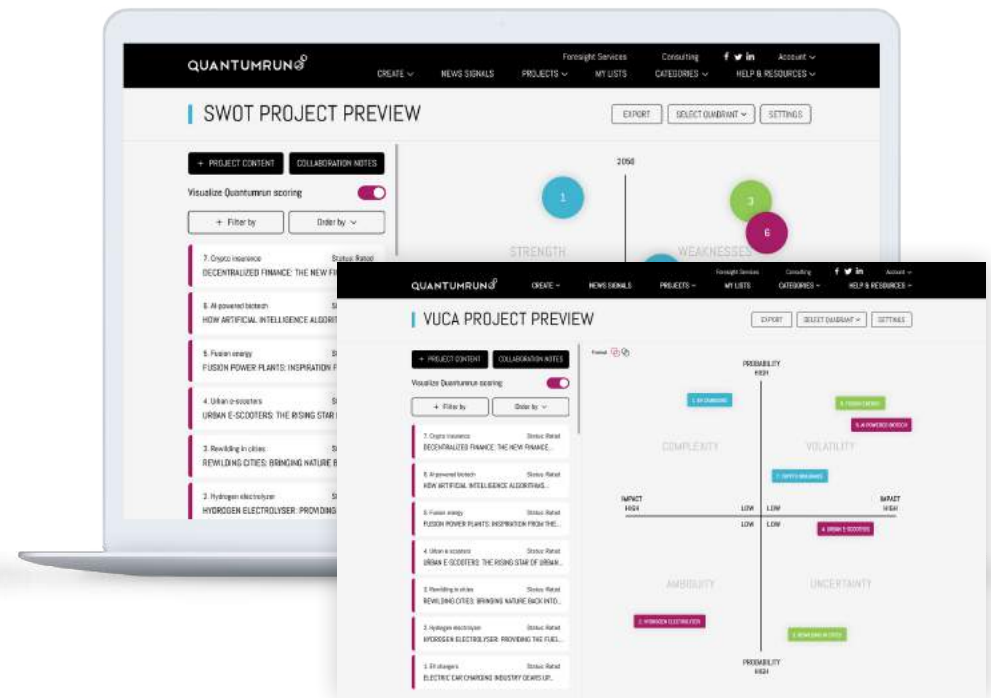 QUANTUMRUN
Foresight Services Consulting Account
CREATE NEWS SIGNALS PROJECTS MY LISTS CATEGORIES HELP & RESOURCES
SWOT PROJECT PREVIEW
EXPORT SELECT QUADRANT SETTINGS
+ PROJECT CONTENT COLLABORATION NOTES
Visualize Quantumrun scoring
+ Filter by Order by
7. Crypto insurance Status: Rated
DECENTRALIZED FINANCE: THE NEW FI
6. AI-powered biotech S
HOW ARTIFICIAL INTELLIGENCE ALGORIT
5. Fusion energy S
FUSION POWER PLANTS: INSPIRATION F
4. Urban e-scooters S
URBAN E-SCOOTERS: THE RISING STAR
3. Rewilding in cities S
REWILDING CITIES: BRINGING NATURE B
2. Hydrogen electrolyzer S
HYDROGEN ELECTROLYSER: PROVIDING
2050
1
3
6
STRENGTH
WEAKNESSES
QUANTUMRUN
Foresight Services Consulting Account
CREATE NEWS SIGNALS PROJECTS MY LISTS CATEGORIES HELP & RESOURCES
VUCA PROJECT PREVIEW
EXPORT SELECT QUADRANT SETTINGS
+ PROJECT CONTENT COLLABORATION NOTES
Visualize Quantumrun scoring
+ Filter by Order by
7. Crypto insurance Status: Rated
DECENTRALIZED FINANCE: THE NEW FINANCE...
6. AI-powered biotech Status: Rated
HOW ARTIFICIAL INTELLIGENCE ALGORITHMS...
5. Fusion energy Status: Rated
FUSION POWER PLANTS: INSPIRATION FROM THE...
4. Urban e-scooters Status: Rated
URBAN E-SCOOTERS: THE RISING STAR OF URBAN...
3. Rewilding in cities Status: Rated
REWILDING CITIES: BRINGING NATURE BACK INTO...
2. Hydrogen electrolyzer Status: Rated
HYDROGEN ELECTROLYSER: PROVIDING THE FUEL...
1. EV chargers Status: Rated
ELECTRIC CAR CHARGING INDUSTRY GEARS UP...
Format
PROBABILITY
HIGH
5. FUSION ENERGY
6. AI-POWERED BIOTECH
COMPLEXITY
VOLATILITY
7. CRYPTO INSURANCE
IMPACT
HIGH
LOW LOW
IMPACT
HIGH
LOW LOW
4. URBAN E-SCOOTERS
AMBIGUITY
UNCERTAINTY
2. HYDROGEN ELECTROLYZER
3. REWILDING IN CITIES
PROBABILITY
HIGH